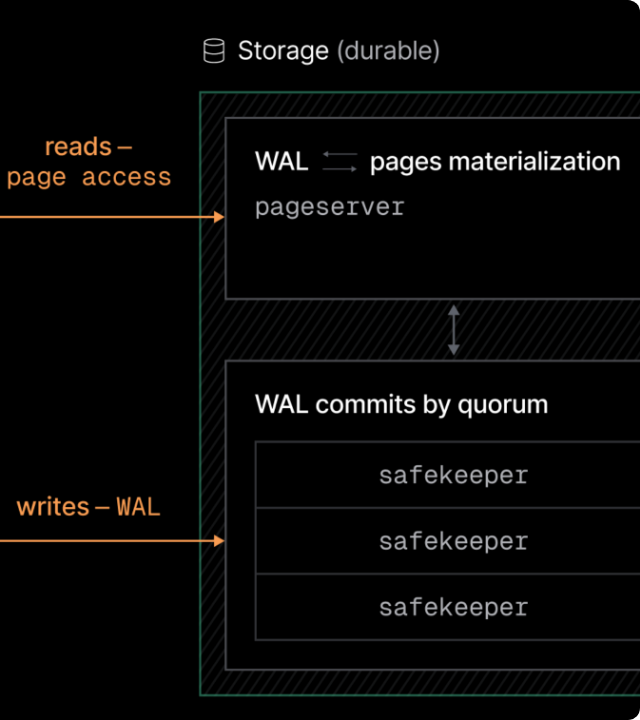 Storage (durable)
reads –
page access
WAL pages materialization
pageserver
WAL commits by quorum
writes – WAL
safekeeper
safekeeper
safekeeper